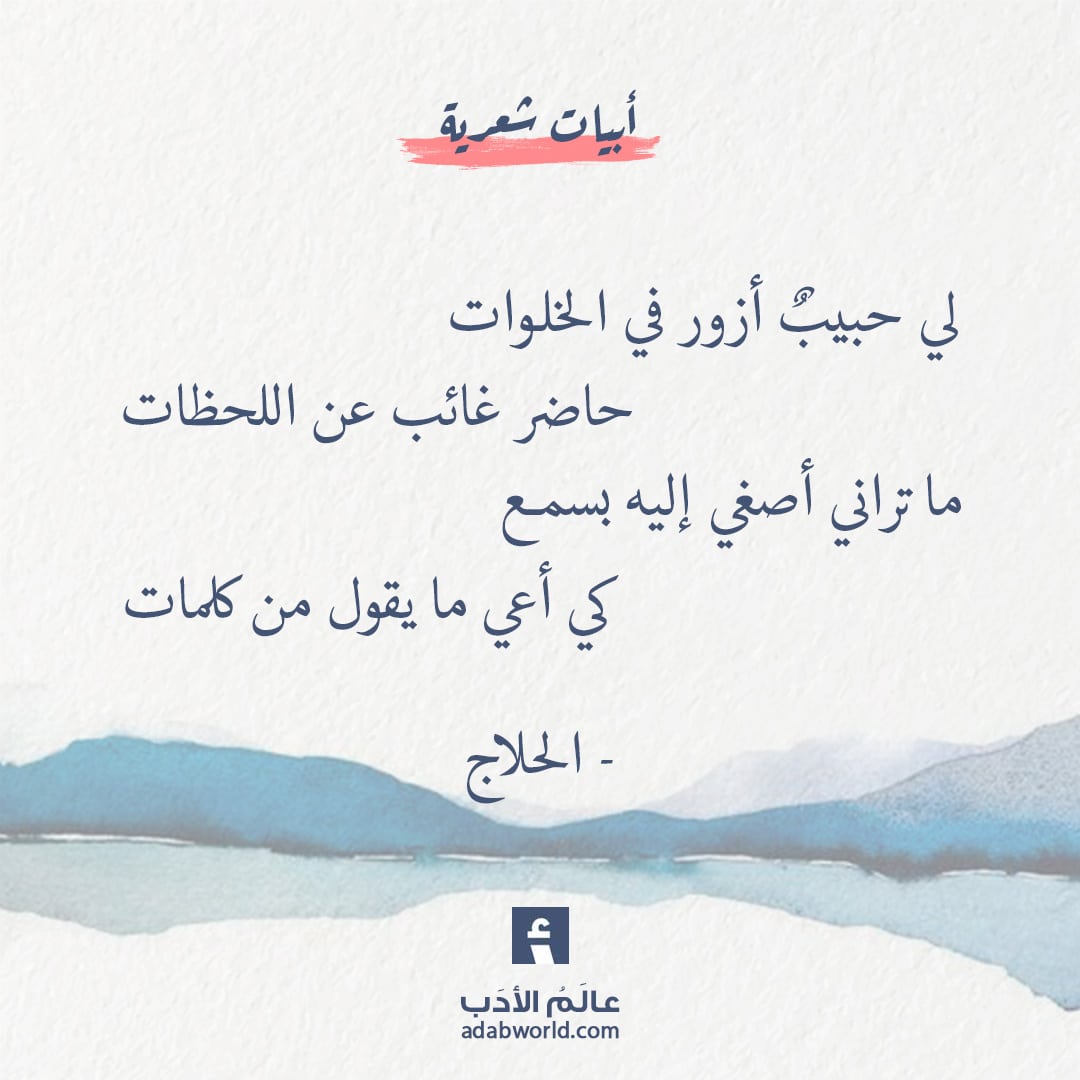 أبيات شعرية
لي حبيبٌ أزور في الخلوات
حاضر غائب عن اللحظات
ما تراني أصغي إليه بسمـع
كي أعي ما يقول من كلمات
- الحلاج
أ
عالَمُ الأدَب
adabworld.com